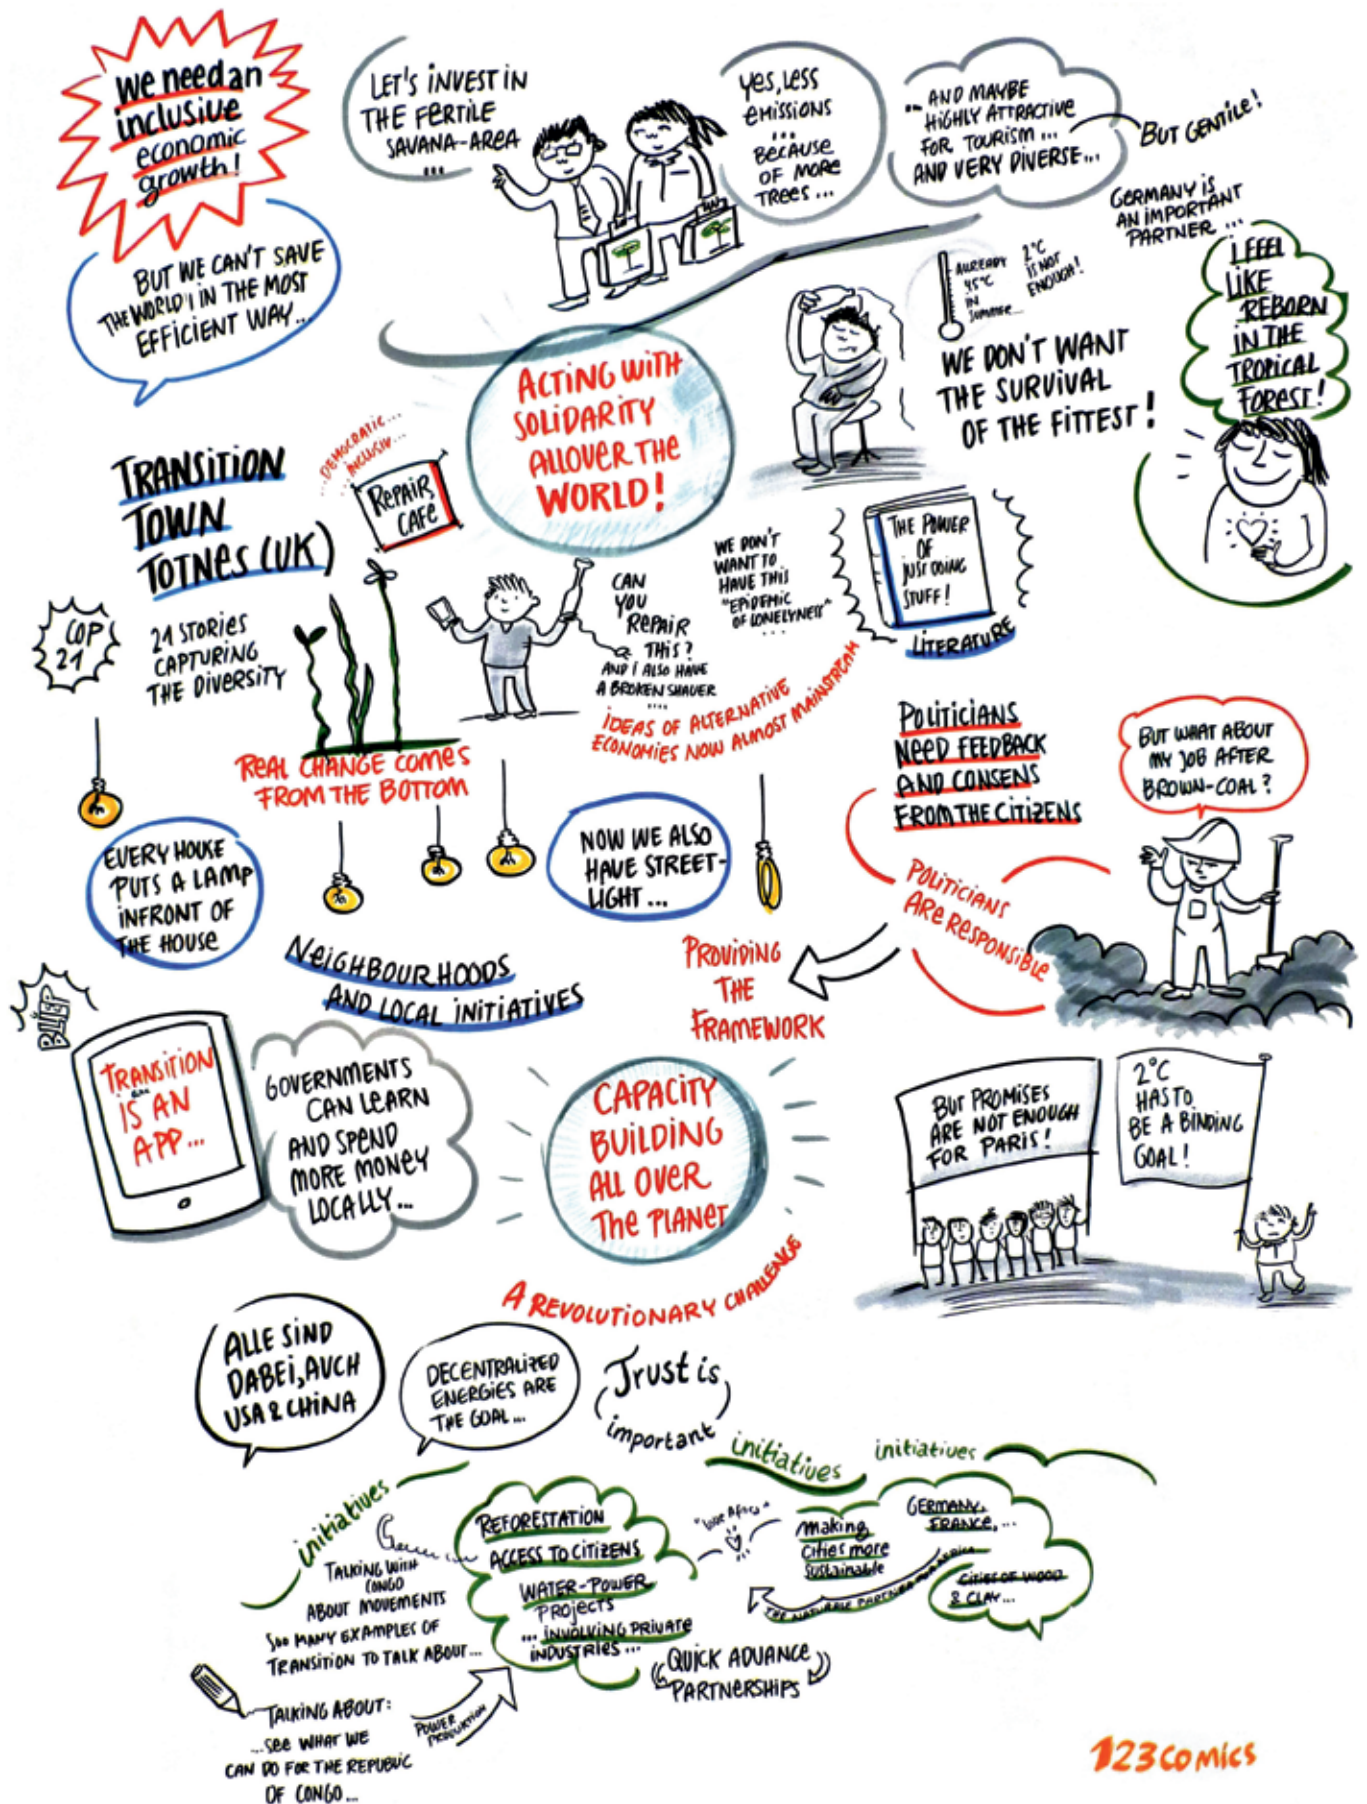 We need an
inclusive
economic
growth!
LET'S INVEST IN
THE FERTILE
SAVANA-AREA
...
Yes, Less
emissions
...
Because
OF MORE
TREES...
... AND MAYBE
HIGHLY ATTRACTIVE
FOR TOURISM ...
AND VERY DIVERSE...
BUT GENTILE!
GERMANY IS
AN IMPORTANT
PARTNER ...
I FEEL
LIKE
REBORN
IN THE
TROPICAL
FOREST!
BUT WE CAN'T SAVE
THE WORLD IN THE MOST
EFFICIENT WAY...
ALREADY
45°C
IN
SUMMER...
2°C
IS NOT
ENOUGH!
WE DON'T WANT
THE SURVIVAL
OF THE FITTEST!
ACTING WITH
SOLIDARITY
ALLOVER THE
WORLD!
...DEMOCRATIC...
...INCLUSIV...
REPAIR
CAFE
TRANSITION
TOWN
TOTNES (UK)
COP
21
21 STORIES
CAPTURING
THE DIVERSITY
CAN
YOU
REPAIR
THIS?
AND I ALSO HAVE
A BROKEN SHAVER
....
WE DON'T
WANT TO
HAVE THIS
"EPIDEMIC
OF LONELYNESS"
...
THE POWER
OF
JUST DOING
STUFF!
LITERATURE
IDEAS OF ALTERNATIVE
ECONOMIES NOW ALMOST MAINSTREAM
REAL CHANGE COMES
FROM THE BOTTOM
POLITICIANS
NEED FEEDBACK
AND CONSENS
FROM THE CITIZENS
BUT WHAT ABOUT
MY JOB AFTER
BROWN-COAL?
EVERY HOUSE
PUTS A LAMP
INFRONT OF
THE HOUSE
NOW WE ALSO
HAVE STREET-
LIGHT...
POLITICIANS
ARE RESPONSIBLE
PROVIDING
THE
FRAMEWORK
NEIGHBOURHOODS
AND LOCAL INITIATIVES
BLEEP
TRANSITION
IS AN
APP...
GOVERNMENTS
CAN LEARN
AND SPEND
MORE MONEY
LOCALLY...
CAPACITY
BUILDING
ALL OVER
THE PLANET
BUT PROMISES
ARE NOT ENOUGH
FOR PARIS!
2°C
HAS TO
BE A BINDING
GOAL!
A REVOLUTIONARY CHALLENGE
ALLE SIND
DABEI, AUCH
USA & CHINA
DECENTRALIZED
ENERGIES ARE
THE GOAL...
Trust is
important
initiatives
initiatives
initiatives
TALKING WITH
CONGO
ABOUT MOVEMENTS
SOO MANY EXAMPLES OF
TRANSITION TO TALK ABOUT...
REFORESTATION
ACCESS TO CITIZENS
WATER-POWER
PROJECTS
... INVOLVING PRIVATE
INDUSTRIES...
making
cities more
sustainable
GERMANY,
FRANCE, ...
CITIES OF WOOD
& CLAY...
THE NATURALE PARTNER
QUICK ADVANCE
PARTNERSHIPS
TALKING ABOUT:
...SEE WHAT WE
CAN DO FOR THE REPUBLIC
OF CONGO...
POWER
PRODUKTION
123comics